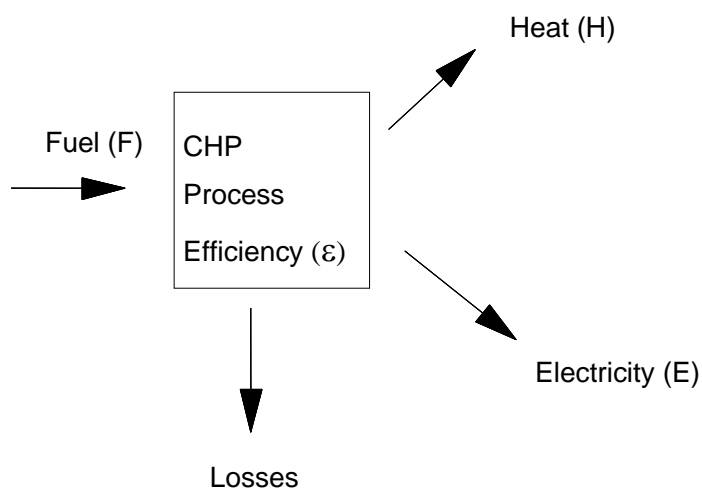 Heat (H)
Fuel (F)
CHP
Process
Efficiency (ε)
Electricity (E)
Losses